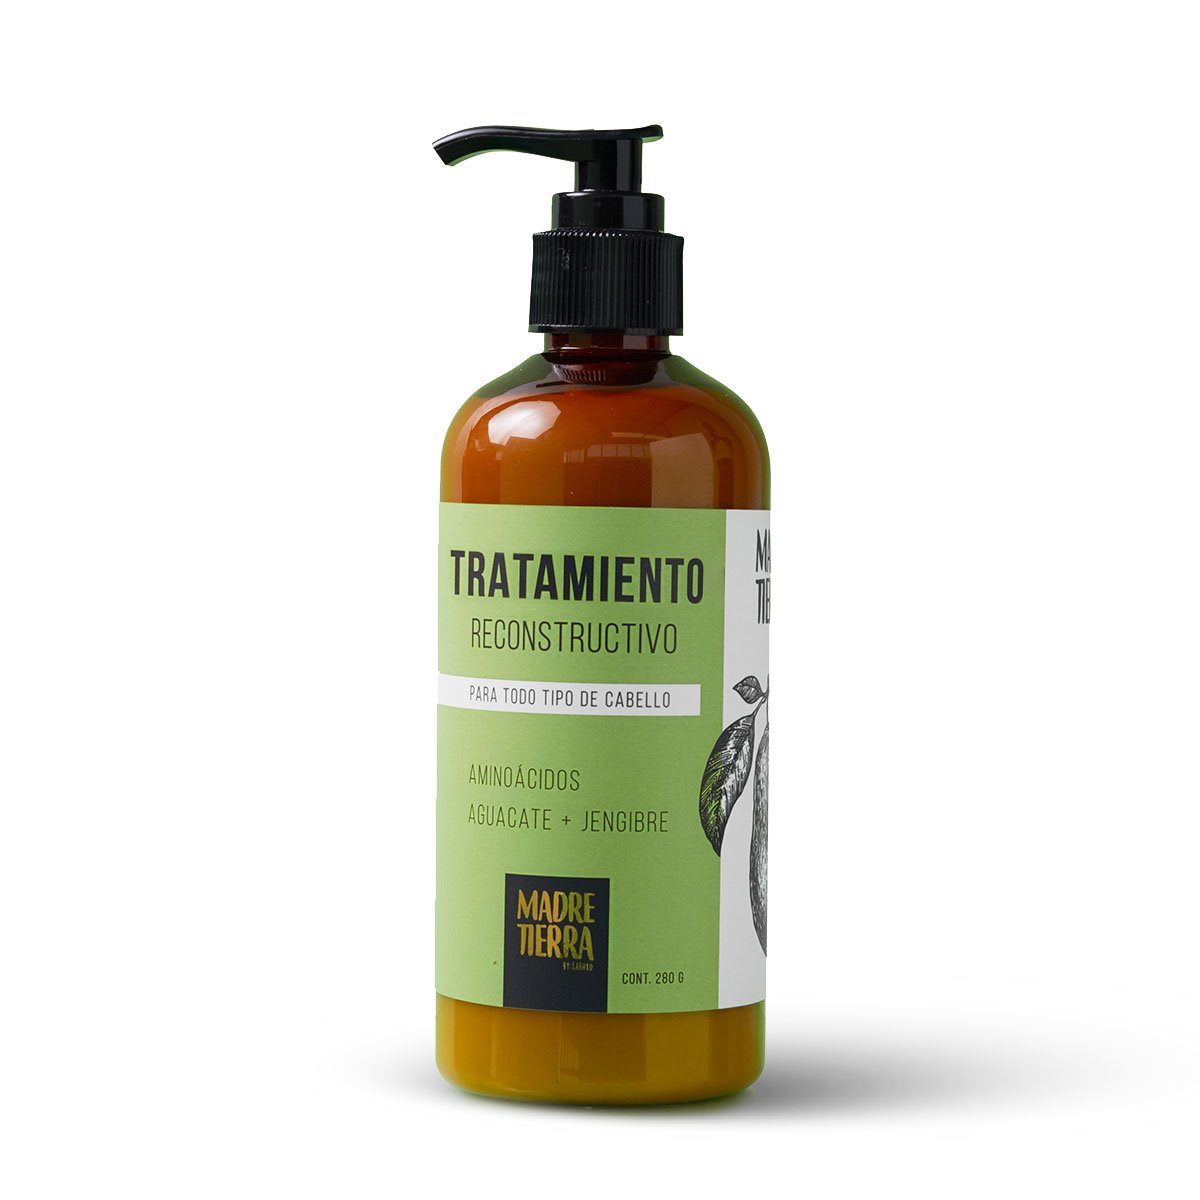 TRATAMIENTO
RECONSTRUCTIVO
PARA TODO TIPO DE CABELLO
AMINOÁCIDOS
AGUACATE + JENGIBRE
MADRE
TIERRA
CONT. 280 G